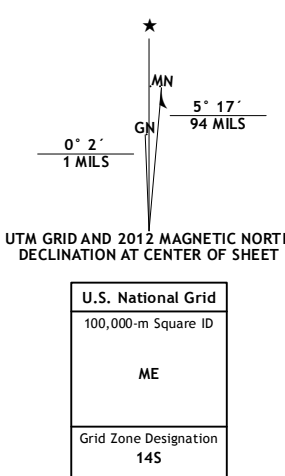 ★
MN
5° 17´
94 MILS
GN
0° 2´
1 MILS
UTM GRID AND 2012 MAGNETIC NORT
DECLINATION AT CENTER OF SHEET
U.S. National Grid
100,000-m Square ID
ME
Grid Zone Designation
14S